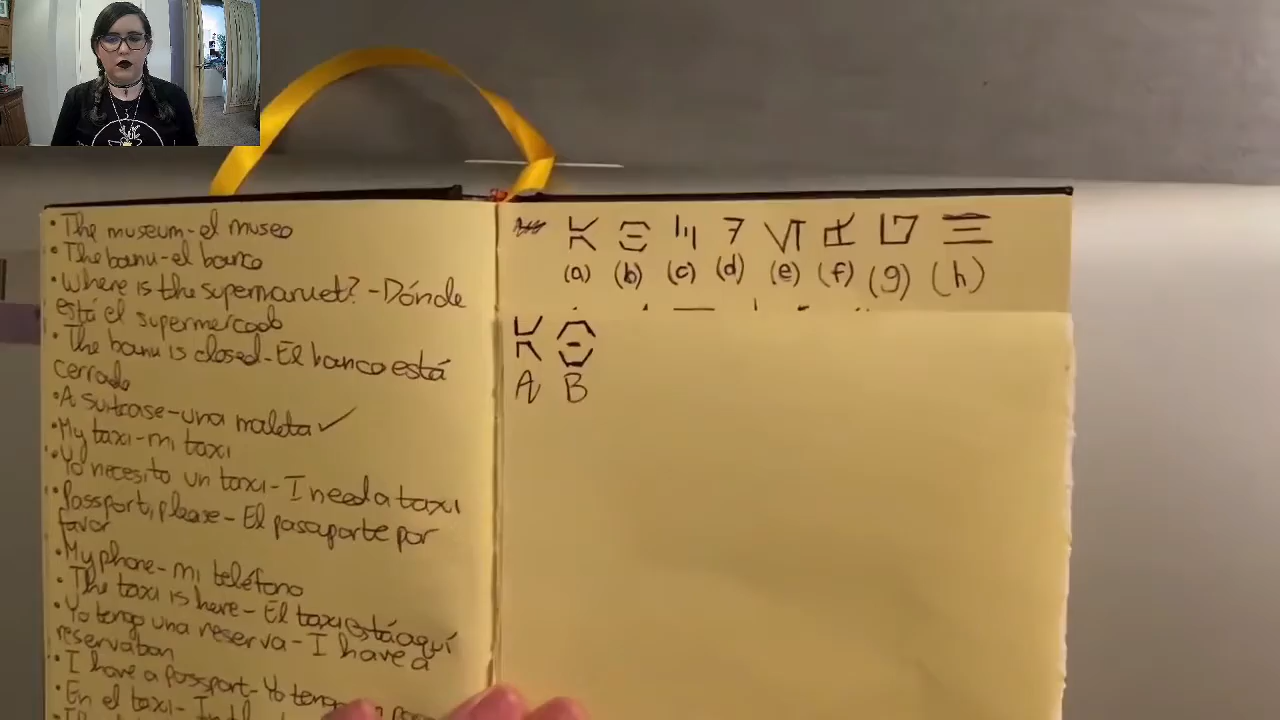 • The museum - el museo
• The banu - el banco
• Where is the supermaruet? - Dónde
está el supermercado
• The banu is closed - El banco está
cerrado
• A suitcase - una maleta ✓
• My taxi - mi taxi
• Yo necesito un taxi - I need a taxi
• Passport, please - El pasaporte por
favor
• My phone - mi teléfono
• The taxi is here - El taxi está aquí
• Yo tengo una reserva - I have a
reservation
• I have a passport - Yo tengo
• En el taxi - In
(a) (b) (c) (d) (e) (f) (g) (h)
A B